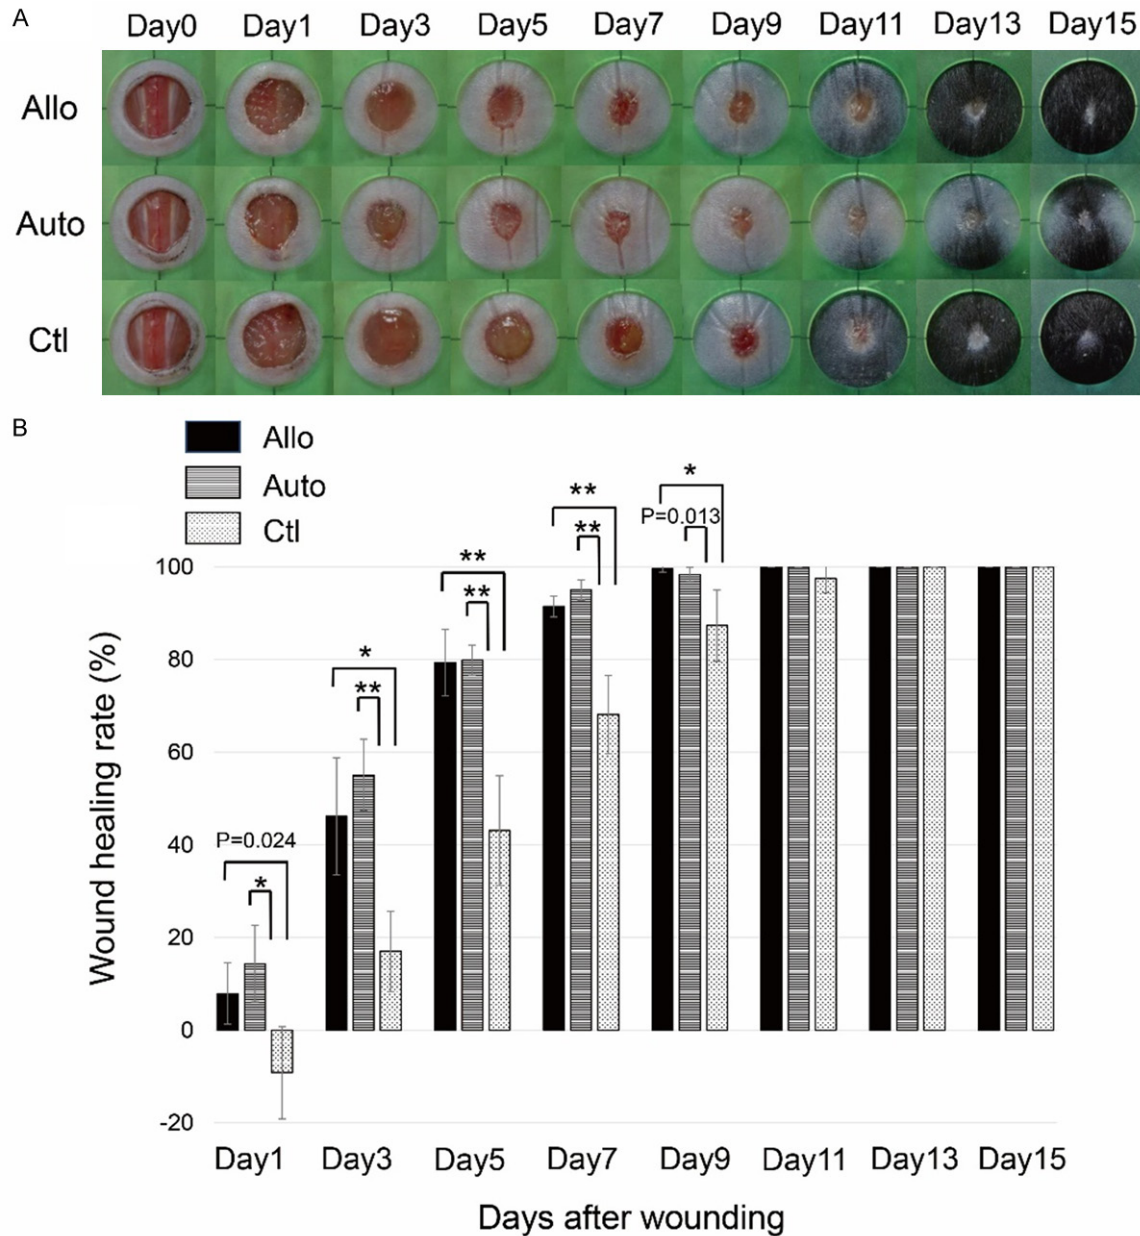 A
Day0 Day1 Day3 Day5 Day7 Day9 Day11 Day13 Day15
Allo
Auto
Ctl
B
Allo
Auto
Ctl
Wound healing rate (%)
100
80
60
40
20
0
-20
P=0.024
*
*
**
**
**
**
**
*
P=0.013
Day1 Day3 Day5 Day7 Day9 Day11 Day13 Day15
Days after wounding